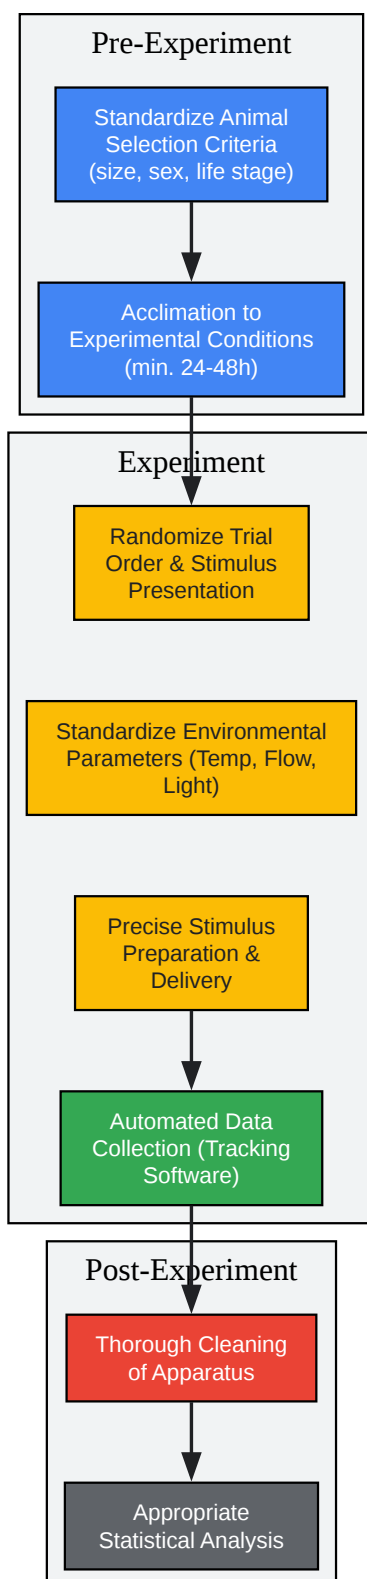 Pre-Experiment
Standardize Animal
Selection Criteria
(size, sex, life stage)
Acclimation to
Experimental Conditions
(min. 24-48h)
Experiment
Randomize Trial
Order & Stimulus
Presentation
Standardize Environmental
Parameters (Temp, Flow,
Light)
Precise Stimulus
Preparation &
Delivery
Automated Data
Collection (Tracking
Software)
Post-Experiment
Thorough Cleaning
of Apparatus
Appropriate
Statistical Analysis